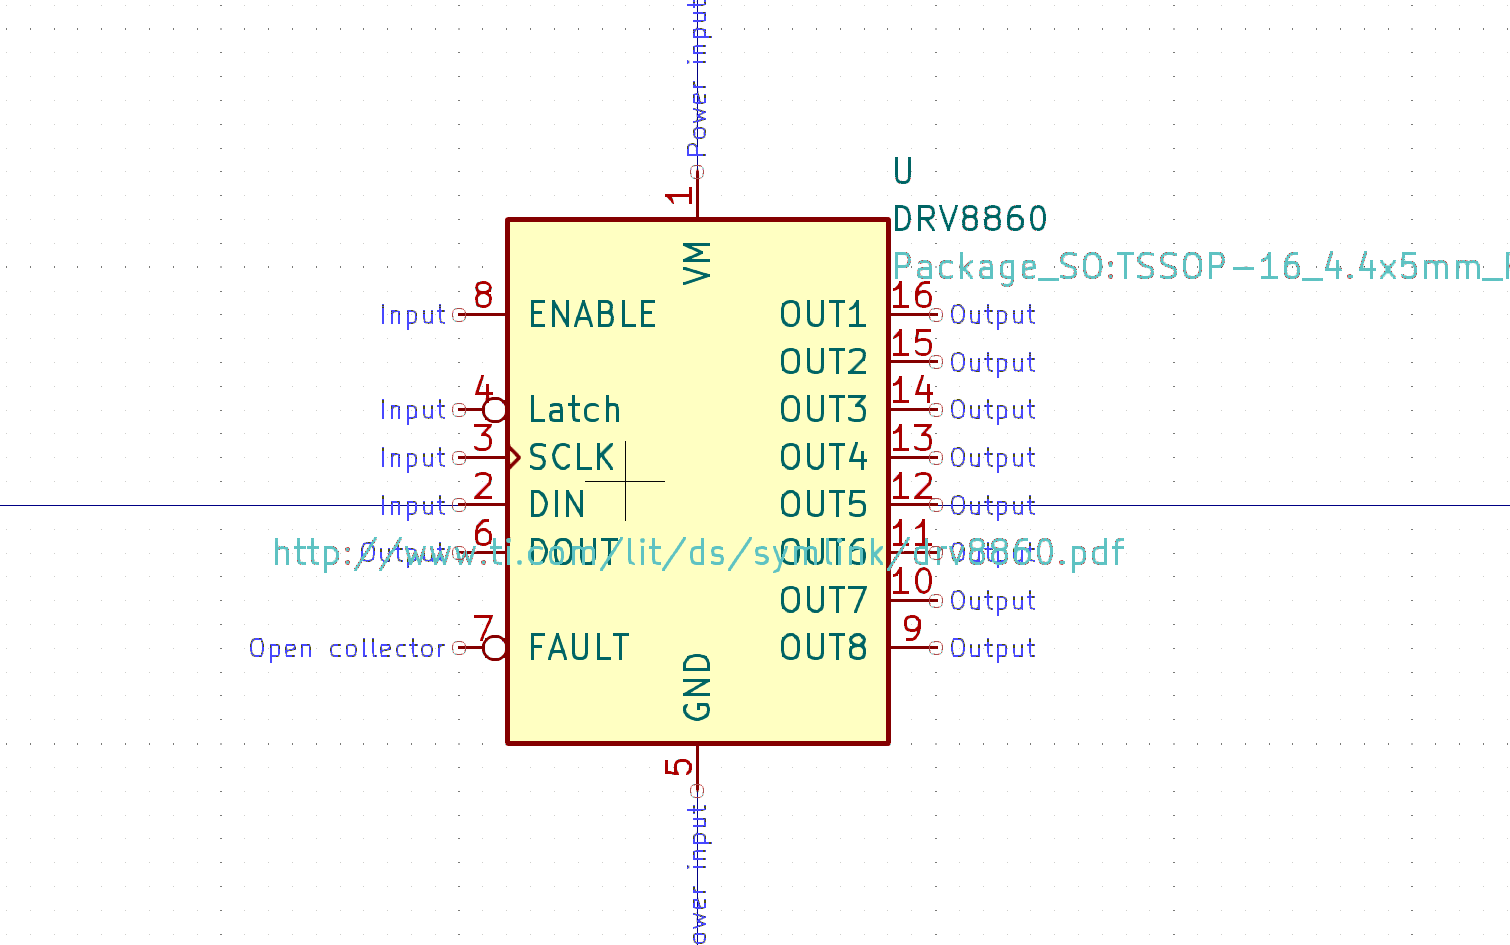 Power input
1
U
DRV8860
Package_SO:TSSOP-16_4.4x5mm_
VM
Input 8 ENABLE OUT1 16 Output
OUT2 15 Output
Input 4 Latch OUT3 14 Output
Input 3 SCLK OUT4 13 Output
Input 2 DIN OUT5 12 Output
Output 6 DOUT OUT6 11 Output
http://www.ti.com/lit/ds/symlink/drv8860.pdf
OUT7 10 Output
Open collector 7 FAULT OUT8 9 Output
GND
5
ower input